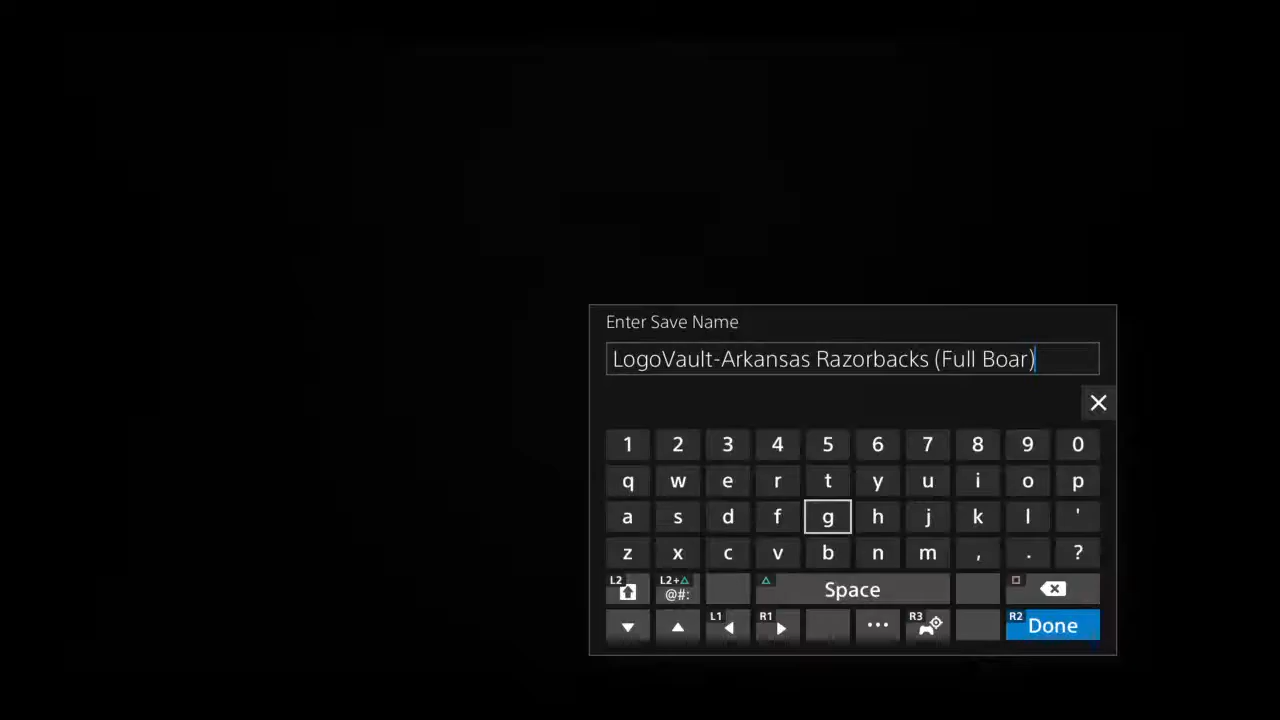 Enter Save Name
LogoVault-Arkansas Razorbacks (Full Boar)
1 2 3 4 5 6 7 8 9 0
q w e r t y u i o p
a s d f g h j k l '
z x c v b n m , . ?
L2 L2+△ @#: △ Space □
L1 R1 ... R3 R2 Done